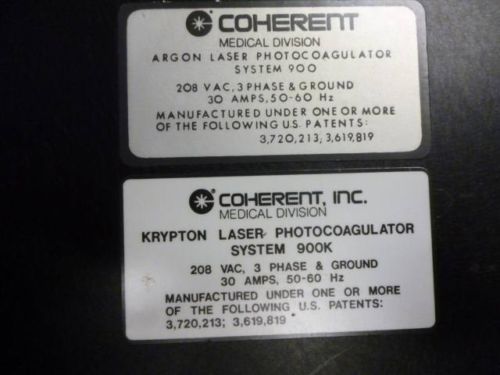 COHERENT
MEDICAL DIVISION
ARGON LASER PHOTOCOAGULATOR
SYSTEM 900
208 VAC, 3 PHASE & GROUND
30 AMPS, 50-60 Hz
MANUFACTURED UNDER ONE OR MORE
OF THE FOLLOWING U.S. PATENTS:
3,720,213, 3,619,819
COHERENT, INC.
MEDICAL DIVISION
KRYPTON LASER PHOTOCOAGULATOR
SYSTEM 900K
208 VAC, 3 PHASE & GROUND
30 AMPS, 50-60 Hz
MANUFACTURED UNDER ONE OR MORE
OF THE FOLLOWING U.S. PATENTS:
3,720,213; 3,619,819